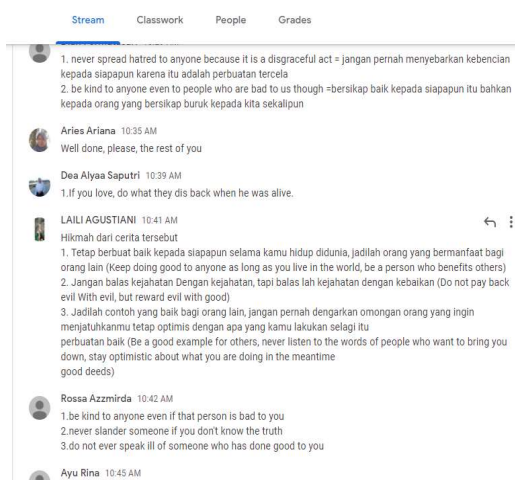 Stream Classwork People Grades
1. never spread hatred to anyone because it is a disgraceful act = jangan pernah menyebarkan kebencian
kepada siapapun karena itu adalah perbuatan tercela
2. be kind to anyone even to people who are bad to us though =bersikap baik kepada siapapun itu bahkan
kepada orang yang bersikap buruk kepada kita sekalipun
Aries Ariana 10:35 AM
Well done, please, the rest of you
Dea Alyaa Saputri 10:39 AM
1.If you love, do what they dis back when he was alive.
LAILI AGUSTIANI 10:41 AM
Hikmah dari cerita tersebut
1. Tetap berbuat baik kepada siapapun selama kamu hidup didunia, jadilah orang yang bermanfaat bagi
orang lain (Keep doing good to anyone as long as you live in the world, be a person who benefits others)
2. Jangan balas kejahatan Dengan kejahatan, tapi balas lah kejahatan dengan kebaikan (Do not pay back
evil With evil, but reward evil with good)
3. Jadilah contoh yang baik bagi orang lain, jangan pernah dengarkan omongan orang yang ingin
menjatuhkanmu tetap optimis dengan apa yang kamu lakukan selagi itu
perbuatan baik (Be a good example for others, never listen to the words of people who want to bring you
down, stay optimistic about what you are doing in the meantime
good deeds)
Rossa Azzmirda 10:42 AM
1.be kind to anyone even if that person is bad to you
2.never slander someone if you don't know the truth
3.do not ever speak ill of someone who has done good to you
Ayu Rina 10:45 AM